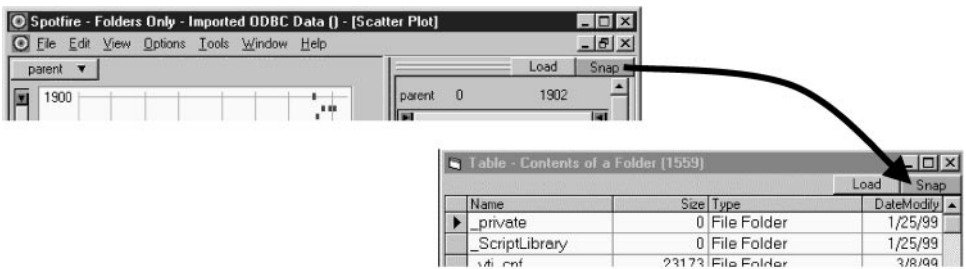 Spotfire - Folders Only - Imported ODBC Data () - [Scatter Plot]
File Edit View Options Tools Window Help
parent Load Snap
1900 parent 0 1902
Table - Contents of a Folder (1559)
Load Snap
Name Size Type DateModify
_private 0 File Folder 1/25/99
_ScriptLibrary 0 File Folder 1/25/99
_vti_cnf 23173 File Folder 3/8/99